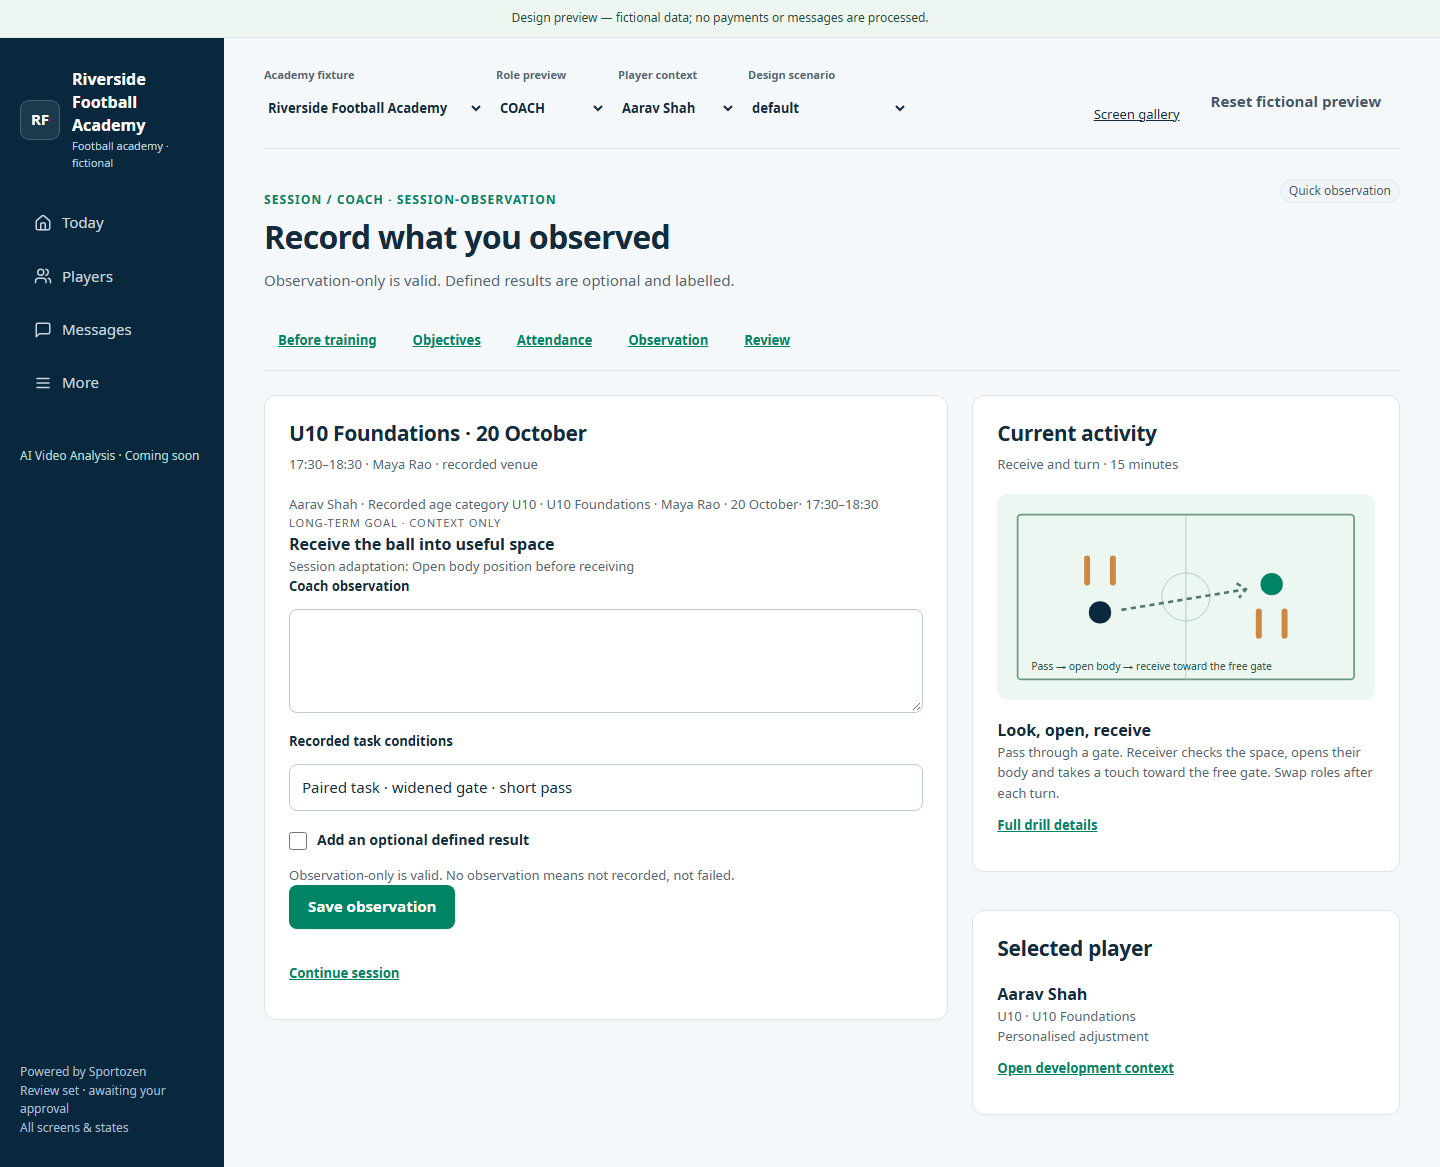 Design preview — fictional data; no payments or messages are processed.
RF
Riverside
Football
Academy
Football academy ·
fictional
Today
Players
Messages
More
AI Video Analysis · Coming soon
Powered by Sportozen
Review set · awaiting your
approval
All screens & states
Academy fixture
Role preview
Player context
Design scenario
Riverside Football Academy
COACH
Aarav Shah
default
Screen gallery
Reset fictional preview
SESSION / COACH · SESSION-OBSERVATION
Quick observation
Record what you observed
Observation-only is valid. Defined results are optional and labelled.
Before training
Objectives
Attendance
Observation
Review
U10 Foundations · 20 October
17:30–18:30 · Maya Rao · recorded venue
Aarav Shah · Recorded age category U10 · U10 Foundations · Maya Rao · 20 October· 17:30–18:30
LONG-TERM GOAL · CONTEXT ONLY
Receive the ball into useful space
Session adaptation: Open body position before receiving
Coach observation
Recorded task conditions
Paired task · widened gate · short pass
Add an optional defined result
Observation-only is valid. No observation means not recorded, not failed.
Save observation
Continue session
Current activity
Receive and turn · 15 minutes
Pass → open body → receive toward the free gate
Look, open, receive
Pass through a gate. Receiver checks the space, opens their
body and takes a touch toward the free gate. Swap roles after
each turn.
Full drill details
Selected player
Aarav Shah
U10 · U10 Foundations
Personalised adjustment
Open development context